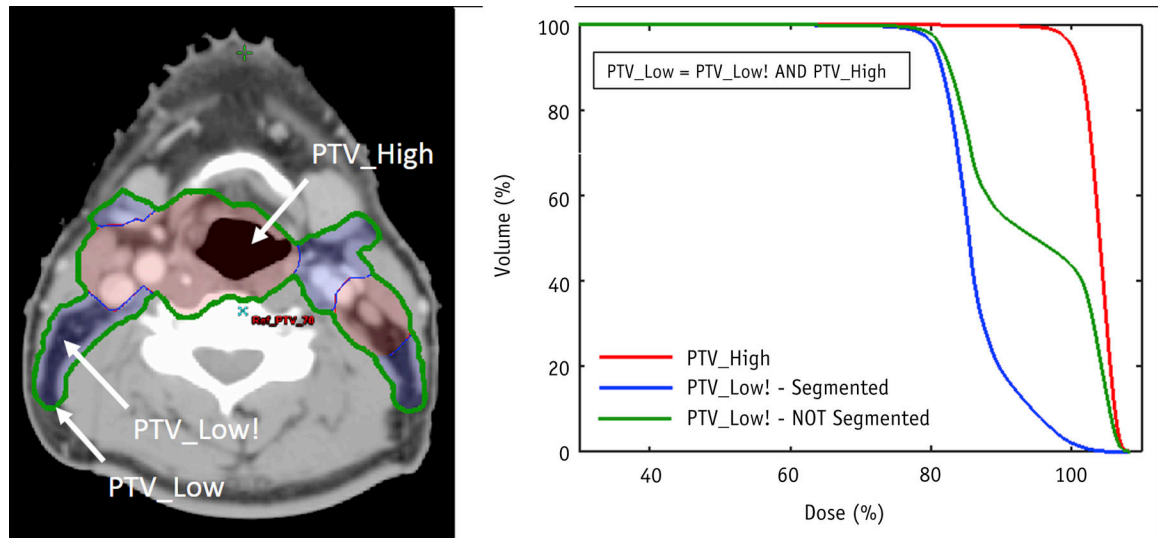 PTV_High
Ref_PTV_70
PTV_Low!
PTV_Low
PTV_Low = PTV_Low! AND PTV_High
Volume (%)
100
80
60
40
20
0
PTV_High
PTV_Low! - Segmented
PTV_Low! - NOT Segmented
40 60 80 100
Dose (%)